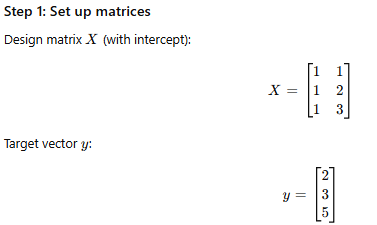 Step 1: Set up matrices
Design matrix X (with intercept):
X = [1 1
1 2
1 3]
Target vector y:
y = [2
3
5]